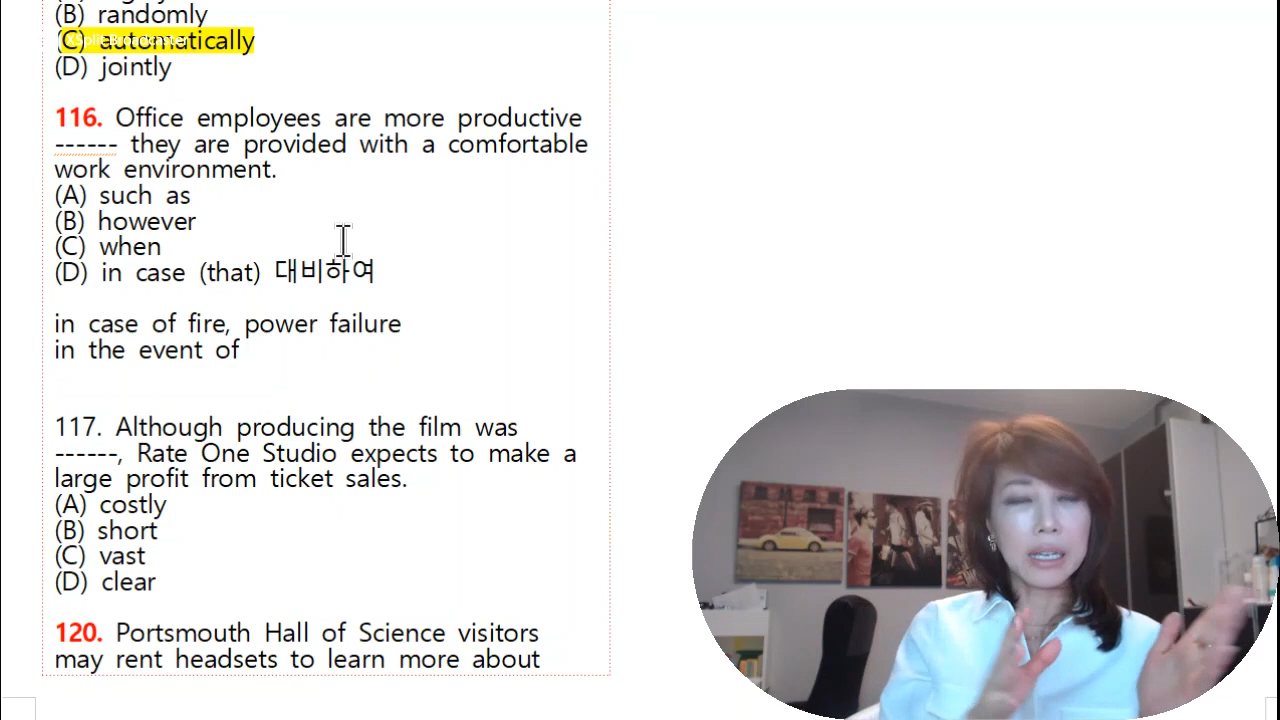 (B) randomly
XSplit Broadcaster
(C) automatically
(D) jointly
116. Office employees are more productive
------ they are provided with a comfortable
work environment.
(A) such as
(B) however
(C) when
(D) in case (that) 대비하여
in case of fire, power failure
in the event of
117. Although producing the film was
------, Rate One Studio expects to make a
large profit from ticket sales.
(A) costly
(B) short
(C) vast
(D) clear
120. Portsmouth Hall of Science visitors
may rent headsets to learn more about